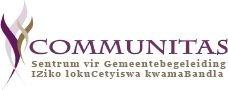 COMMUNITAS
Sentrum vir Gemeentebegeleiding
IZiko lokuCetyiswa kwamaBandla